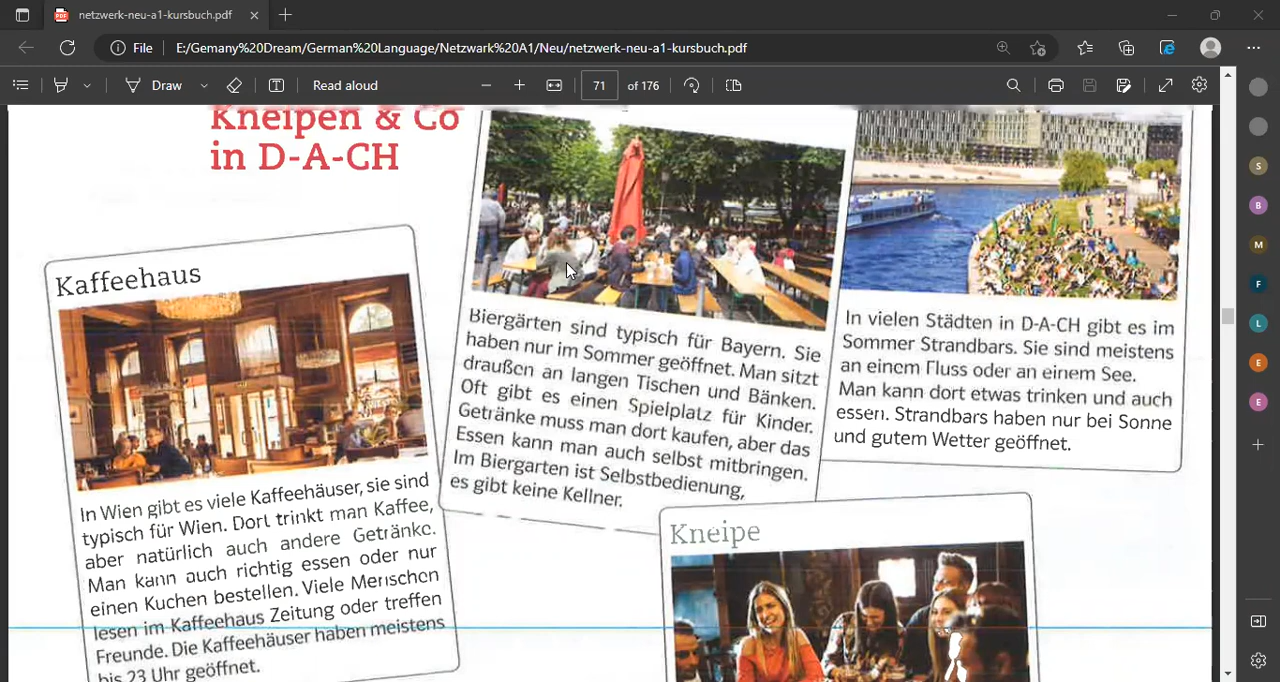 netzwerk-neu-a1-kursbuch.pdf
File
E:/Gemany%20Dream/German%20Language/Netzwark%20A1/Neu/netzwerk-neu-a1-kursbuch.pdf
Draw
Read aloud
71 of 176
Kneipen & Co
in D-A-CH
Kaffeehaus
In Wien gibt es viele Kaffeehäuser, sie sind
typisch für Wien. Dort trinkt man Kaffee,
aber natürlich auch andere Getränke.
Man kann auch richtig essen oder nur
einen Kuchen bestellen. Viele Menschen
lesen im Kaffeehaus Zeitung oder treffen
Freunde. Die Kaffeehäuser haben meistens
bis 23 Uhr geöffnet.
Biergärten sind typisch für Bayern. Sie
haben nur im Sommer geöffnet. Man sitzt
draußen an langen Tischen und Bänken.
Oft gibt es einen Spielplatz für Kinder.
Getränke muss man dort kaufen, aber das
Essen kann man auch selbst mitbringen.
Im Biergarten ist Selbstbedienung,
es gibt keine Kellner.
In vielen Städten in D-A-CH gibt es im
Sommer Strandbars. Sie sind meistens
an einem Fluss oder an einem See.
Man kann dort etwas trinken und auch
essen. Strandbars haben nur bei Sonne
und gutem Wetter geöffnet.
Kneipe
S
B
M
F
L
E
E